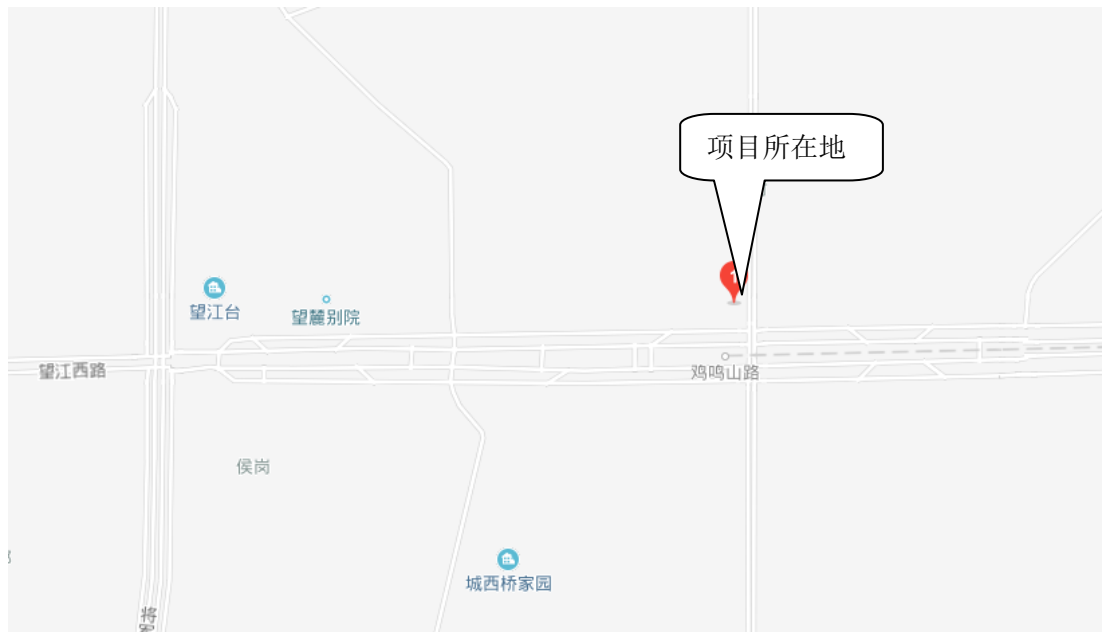 项目所在地
望江台
望麓别院
望江西路
鸡鸣山路
侯岗
城西桥家园
将